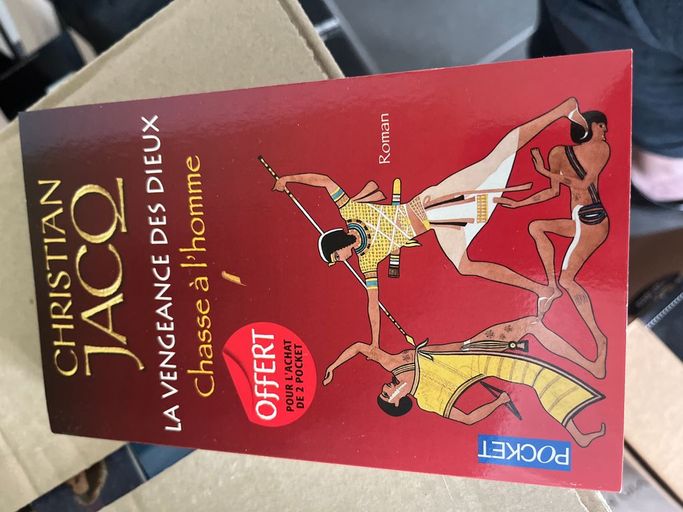 CHRISTIAN
JACQ
LA VENGEANCE DES DIEUX
Chasse à l'homme
OFFERT
POUR L'ACHAT
DE 2 POCKET
Roman
POCKET